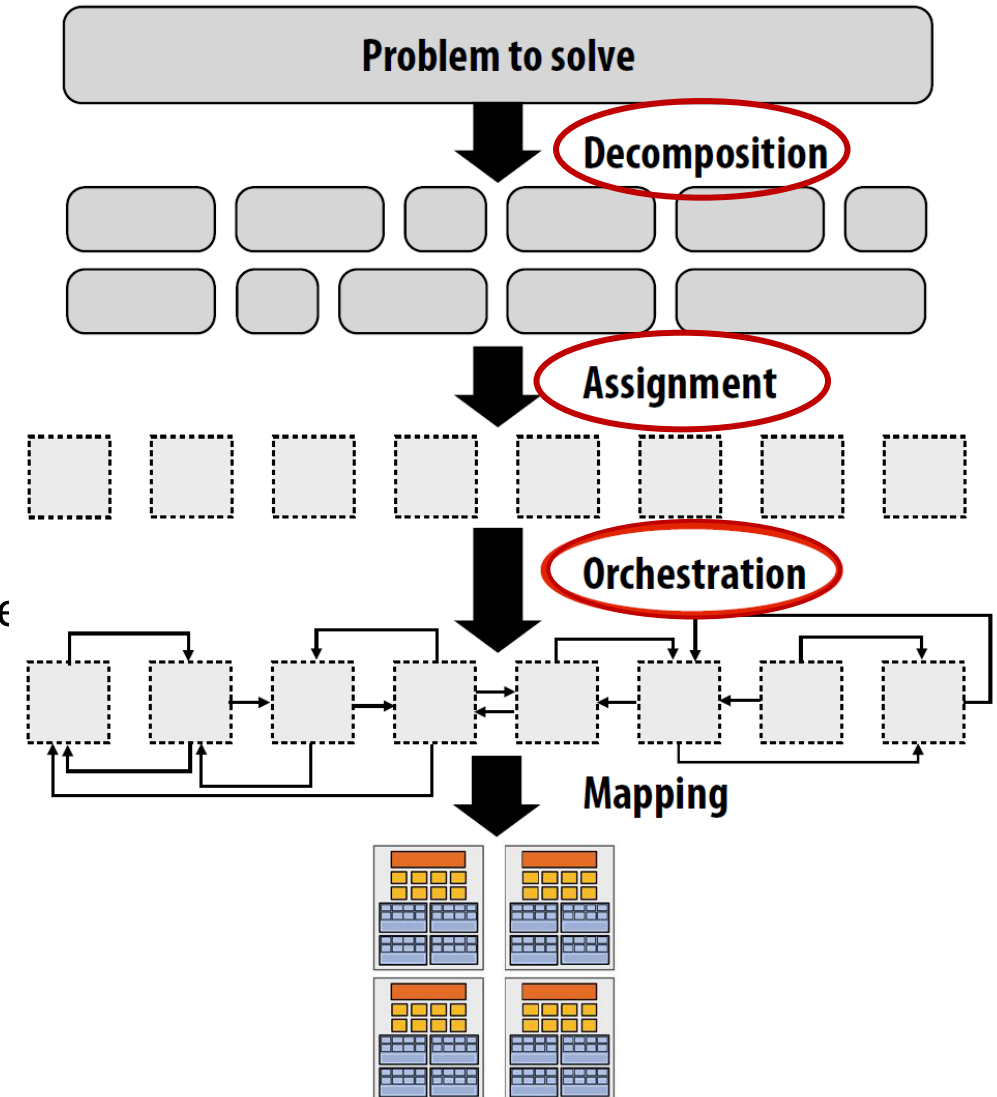 Problem to solve
Decomposition
Assignment
Orchestration
Mapping